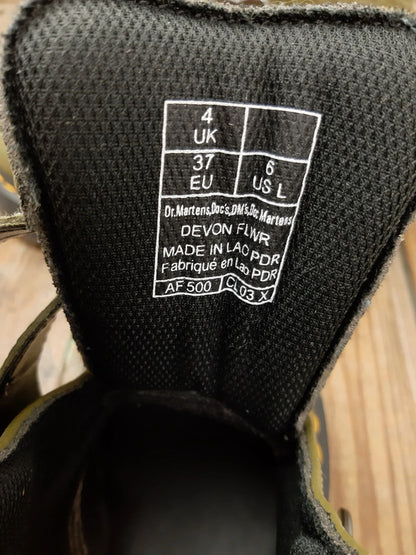 4
UK
37
EU
6
US L
Dr.Martens,Doc's,DM's,Doc Martens
DEVON FLWR
MADE IN LAO PDR
Fabriqué en Lao PDR
AF 500
CL03 X